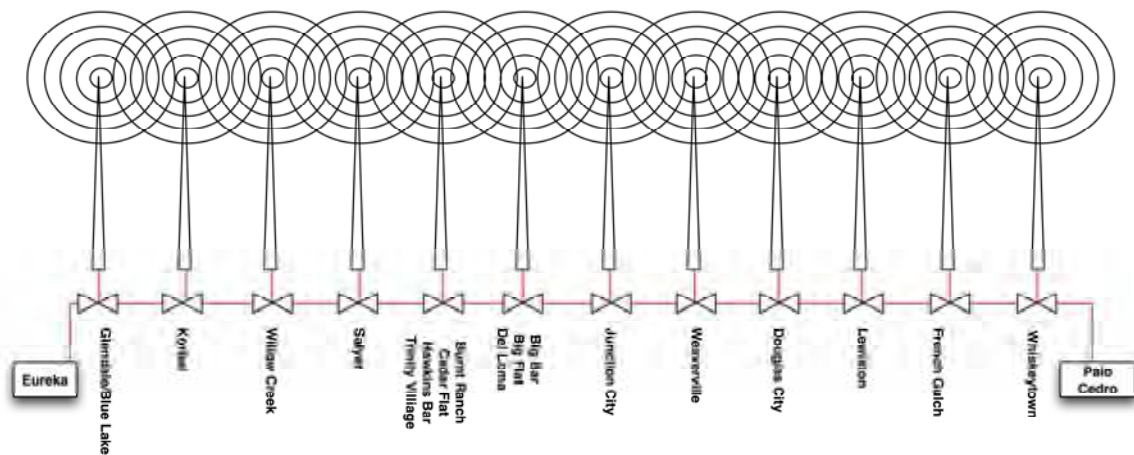 Eureka
Glendale/Blue Lake
Korbel
Willow Creek
Salyer
Burnt Ranch
Cedar Flat
Hawkins Bar
Trinity Village
Big Bar
Big Flat
Del Loma
Junction City
Weaverville
Douglas City
Lewiston
French Gulch
Whiskeytown
Palo
Cedro